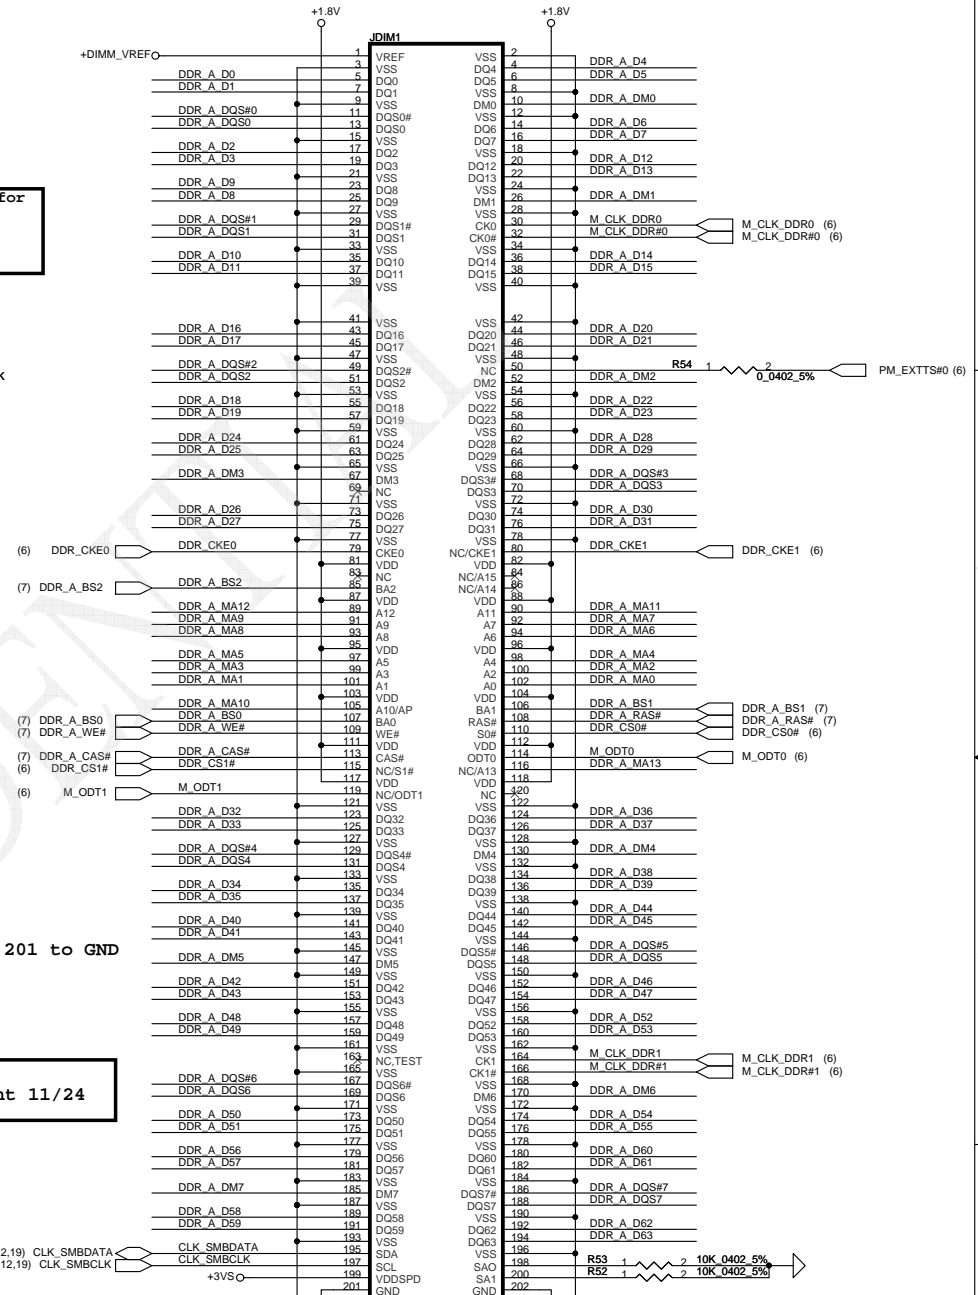 +1.8V +1.8V
JDIM1
+DIMM_VREF 1 VREF VSS 2
3 VSS DQ4 4 DDR_A_D4
DDR_A_D0 5 DQ0 DQ5 6 DDR_A_D5
DDR_A_D1 7 DQ1 VSS 8
9 VSS DM0 10 DDR_A_DM0
DDR_A_DQS#0 11 DQS0# VSS 12
DDR_A_DQS0 13 DQS0 DQ6 14 DDR_A_D6
15 VSS DQ7 16 DDR_A_D7
DDR_A_D2 17 DQ2 VSS 18
DDR_A_D3 19 DQ3 DQ12 20 DDR_A_D12
21 VSS DQ13 22 DDR_A_D13
DDR_A_D9 23 DQ8 VSS 24
for DDR_A_D8 25 DQ9 DM1 26 DDR_A_DM1
27 VSS VSS 28
DDR_A_DQS#1 29 DQS1# CK0 30 M_CLK_DDR0 M_CLK_DDR0 (6)
DDR_A_DQS1 31 DQS1 CK0# 32 M_CLK_DDR#0 M_CLK_DDR#0 (6)
33 VSS VSS 34
DDR_A_D10 35 DQ10 DQ14 36 DDR_A_D14
DDR_A_D11 37 DQ11 DQ15 38 DDR_A_D15
39 VSS VSS 40
41 VSS VSS 42
DDR_A_D16 43 DQ16 DQ20 44 DDR_A_D20
DDR_A_D17 45 DQ17 DQ21 46 DDR_A_D21
47 VSS VSS 48
DDR_A_DQS#2 49 DQS2# NC 50 R54 1 2 0_0402_5% PM_EXTTS#0 (6)
DDR_A_DQS2 51 DQS2 DM2 52 DDR_A_DM2
53 VSS VSS 54
DDR_A_D18 55 DQ18 DQ22 56 DDR_A_D22
DDR_A_D19 57 DQ19 DQ23 58 DDR_A_D23
59 VSS VSS 60
DDR_A_D24 61 DQ24 DQ28 62 DDR_A_D28
DDR_A_D25 63 DQ25 DQ29 64 DDR_A_D29
65 VSS VSS 66
DDR_A_DM3 67 DM3 DQS3# 68 DDR_A_DQS#3
69 NC DQS3 70 DDR_A_DQS3
71 VSS VSS 72
DDR_A_D26 73 DQ26 DQ30 74 DDR_A_D30
DDR_A_D27 75 DQ27 DQ31 76 DDR_A_D31
77 VSS VSS 78
(6) DDR_CKE0 DDR_CKE0 79 CKE0 NC/CKE1 80 DDR_CKE1 DDR_CKE1 (6)
81 VDD VDD 82
83 NC NC/A15 84
(7) DDR_A_BS2 DDR_A_BS2 85 BA2 NC/A14 86
87 VDD VDD 88
DDR_A_MA12 89 A12 A11 90 DDR_A_MA11
DDR_A_MA9 91 A9 A7 92 DDR_A_MA7
DDR_A_MA8 93 A8 A6 94 DDR_A_MA6
95 VDD VDD 96
DDR_A_MA5 97 A5 A4 98 DDR_A_MA4
DDR_A_MA3 99 A3 A2 100 DDR_A_MA2
DDR_A_MA1 101 A1 A0 102 DDR_A_MA0
103 VDD VDD 104
DDR_A_MA10 105 A10/AP BA1 106 DDR_A_BS1 DDR_A_BS1 (7)
(7) DDR_A_BS0 DDR_A_BS0 107 BA0 RAS# 108 DDR_A_RAS# DDR_A_RAS# (7)
(7) DDR_A_WE# DDR_A_WE# 109 WE# S0# 110 DDR_CS0# DDR_CS0# (6)
111 VDD VDD 112
(7) DDR_A_CAS# DDR_A_CAS# 113 CAS# ODT0 114 M_ODT0 M_ODT0 (6)
(6) DDR_CS1# DDR_CS1# 115 NC/S1# NC/A13 116 DDR_A_MA13
117 VDD VDD 118
(6) M_ODT1 M_ODT1 119 NC/ODT1 NC 120
121 VSS VSS 122
DDR_A_D32 123 DQ32 DQ36 124 DDR_A_D36
DDR_A_D33 125 DQ33 DQ37 126 DDR_A_D37
127 VSS VSS 128
DDR_A_DQS#4 129 DQS4# DM4 130 DDR_A_DM4
DDR_A_DQS4 131 DQS4 VSS 132
133 VSS DQ38 134 DDR_A_D38
DDR_A_D34 135 DQ34 DQ39 136 DDR_A_D39
DDR_A_D35 137 DQ35 VSS 138
139 VSS DQ44 140 DDR_A_D44
DDR_A_D40 141 DQ40 DQ45 142 DDR_A_D45
DDR_A_D41 143 DQ41 VSS 144
201 to GND 145 VSS DQS5# 146 DDR_A_DQS#5
DDR_A_DM5 147 DM5 DQS5 148 DDR_A_DQS5
149 VSS VSS 150
DDR_A_D42 151 DQ42 DQ46 152 DDR_A_D46
DDR_A_D43 153 DQ43 DQ47 154 DDR_A_D47
155 VSS VSS 156
DDR_A_D48 157 DQ48 DQ52 158 DDR_A_D52
DDR_A_D49 159 DQ49 DQ53 160 DDR_A_D53
161 VSS VSS 162
163 NC,TEST CK1 164 M_CLK_DDR1 M_CLK_DDR1 (6)
165 VSS CK1# 166 M_CLK_DDR#1 M_CLK_DDR#1 (6)
DDR_A_DQS#6 167 DQS6# VSS 168
11/24 DDR_A_DQS6 169 DQS6 DM6 170 DDR_A_DM6
171 VSS VSS 172
DDR_A_D50 173 DQ50 DQ54 174 DDR_A_D54
DDR_A_D51 175 DQ51 DQ55 176 DDR_A_D55
177 VSS VSS 178
DDR_A_D56 179 DQ56 DQ60 180 DDR_A_D60
DDR_A_D57 181 DQ57 DQ61 182 DDR_A_D61
183 VSS VSS 184
DDR_A_DM7 185 DM7 DQS7# 186 DDR_A_DQS#7
187 VSS DQS7 188 DDR_A_DQS7
DDR_A_D58 189 DQ58 VSS 190
DDR_A_D59 191 DQ59 DQ62 192 DDR_A_D62
193 VSS DQ63 194 DDR_A_D63
2,19) CLK_SMBDATA CLK_SMBDATA 195 SDA VSS 196
12,19) CLK_SMBCLK CLK_SMBCLK 197 SCL SAO 198 R53 1 2 10K_0402_5%
+3VS 199 VDDSPD SA1 200 R52 1 2 10K_0402_5%
201 GND GND 202